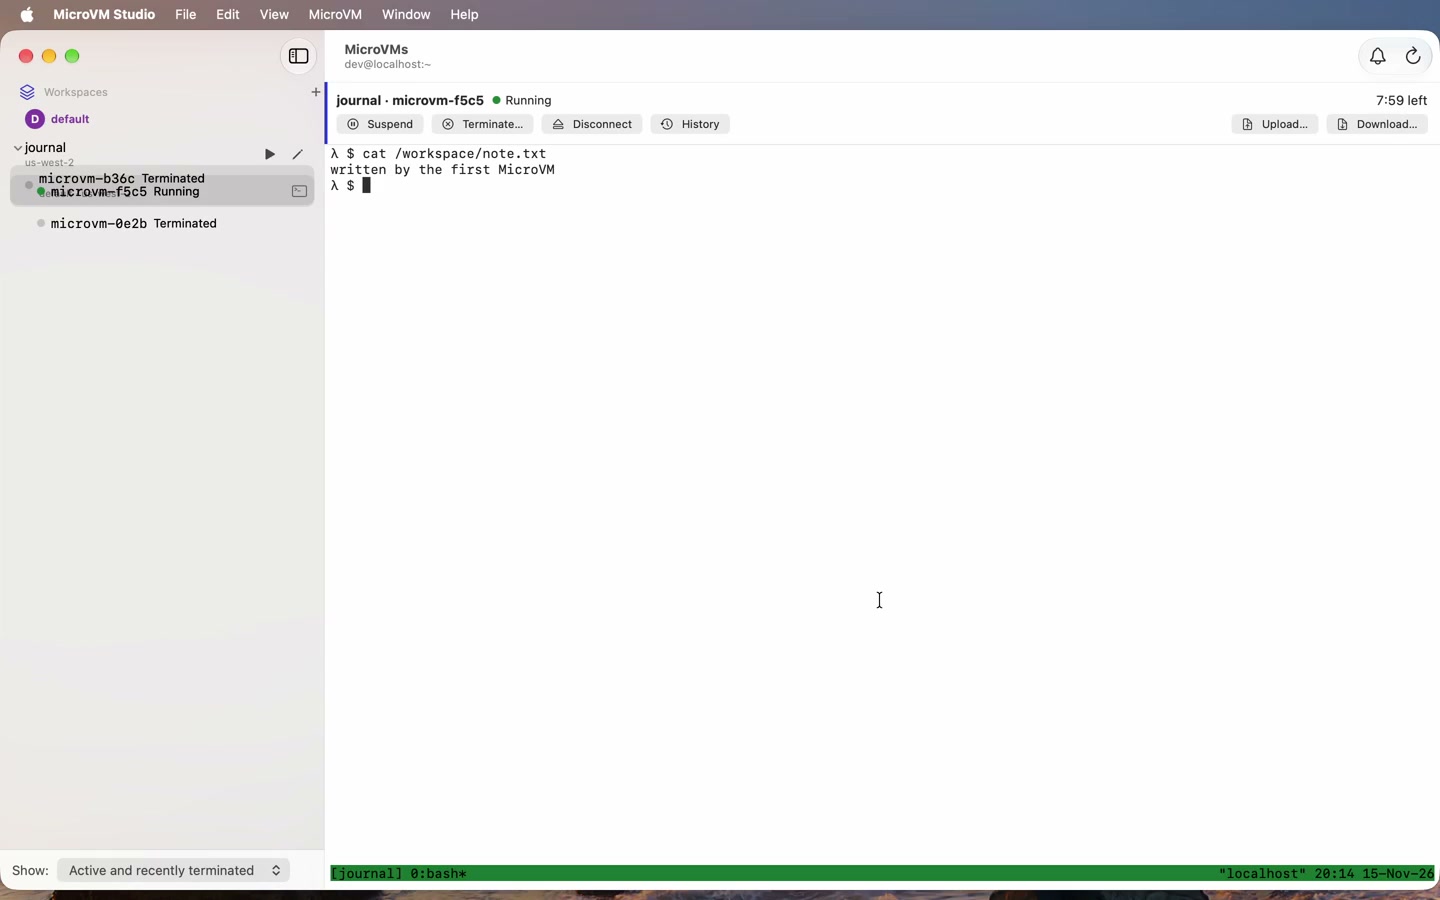 MicroVM Studio File Edit View MicroVM Window Help
Workspaces +
D default
journal
us-west-2
microvm-b36c Terminated
microvm-f5c5 Running
microvm-0e2b Terminated
Show: Active and recently terminated
MicroVMs
dev@localhost:~
journal · microvm-f5c5 Running 7:59 left
Suspend Terminate... Disconnect History Upload... Download...
λ $ cat /workspace/note.txt
written by the first MicroVM
λ $
[journal] 0:bash* "localhost" 20:14 15-Nov-26